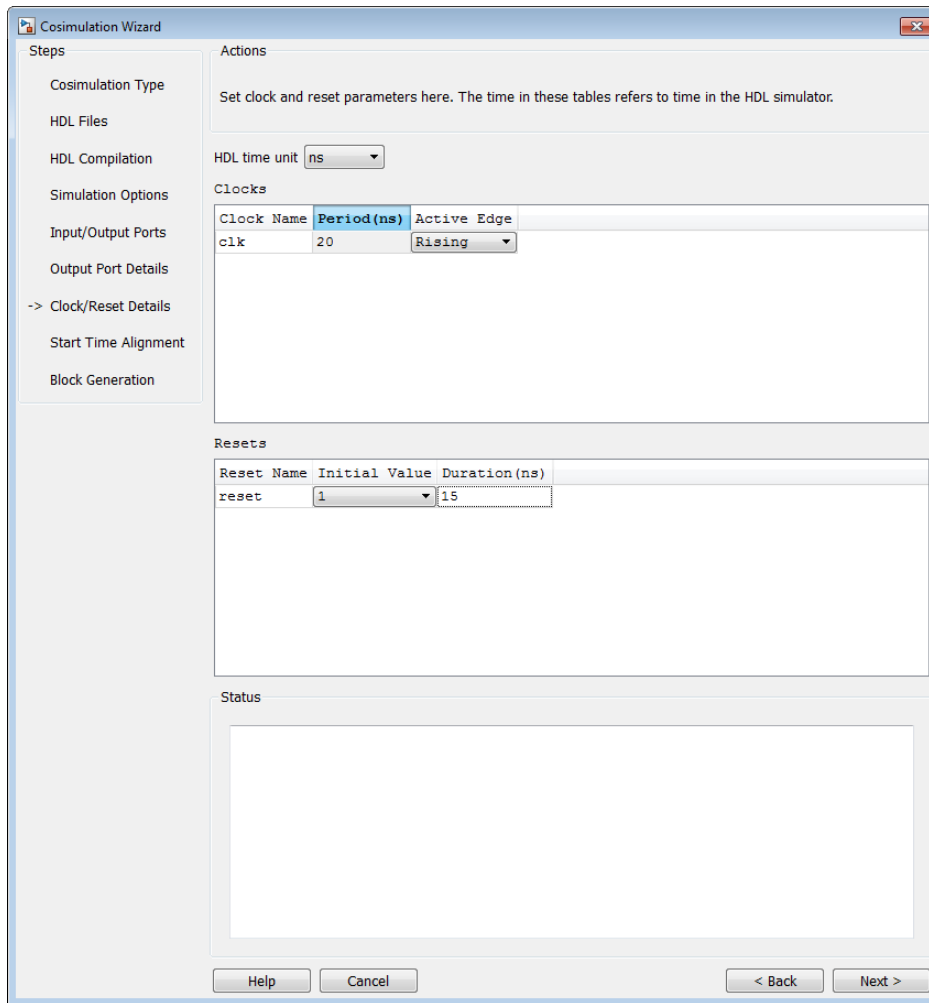 Cosimulation Wizard
Steps
Cosimulation Type
HDL Files
HDL Compilation
Simulation Options
Input/Output Ports
Output Port Details
-> Clock/Reset Details
Start Time Alignment
Block Generation
Actions
Set clock and reset parameters here. The time in these tables refers to time in the HDL simulator.
HDL time unit ns
Clocks
Clock Name Period(ns) Active Edge
clk 20 Rising
Resets
Reset Name Initial Value Duration(ns)
reset 1 15
Status
Help Cancel < Back Next >